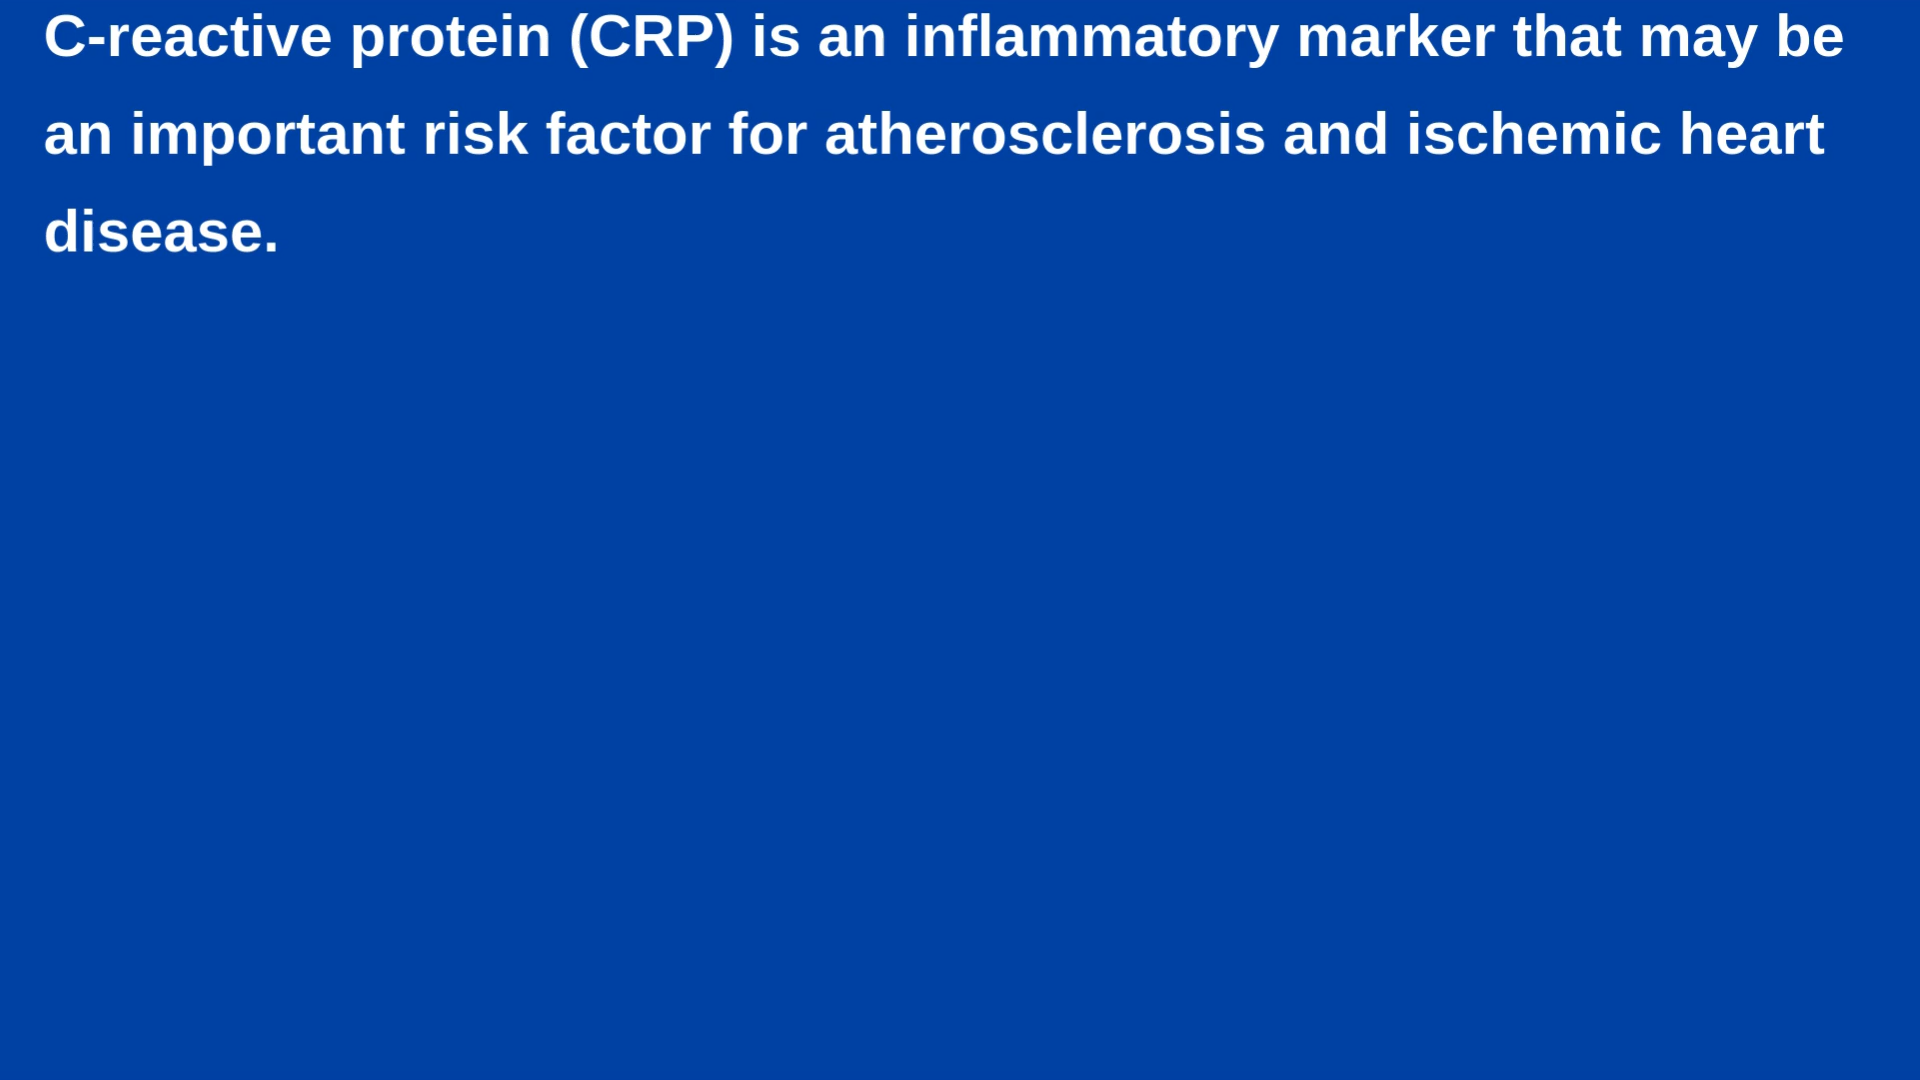 C-reactive protein (CRP) is an inflammatory marker that may be
an important risk factor for atherosclerosis and ischemic heart
disease.